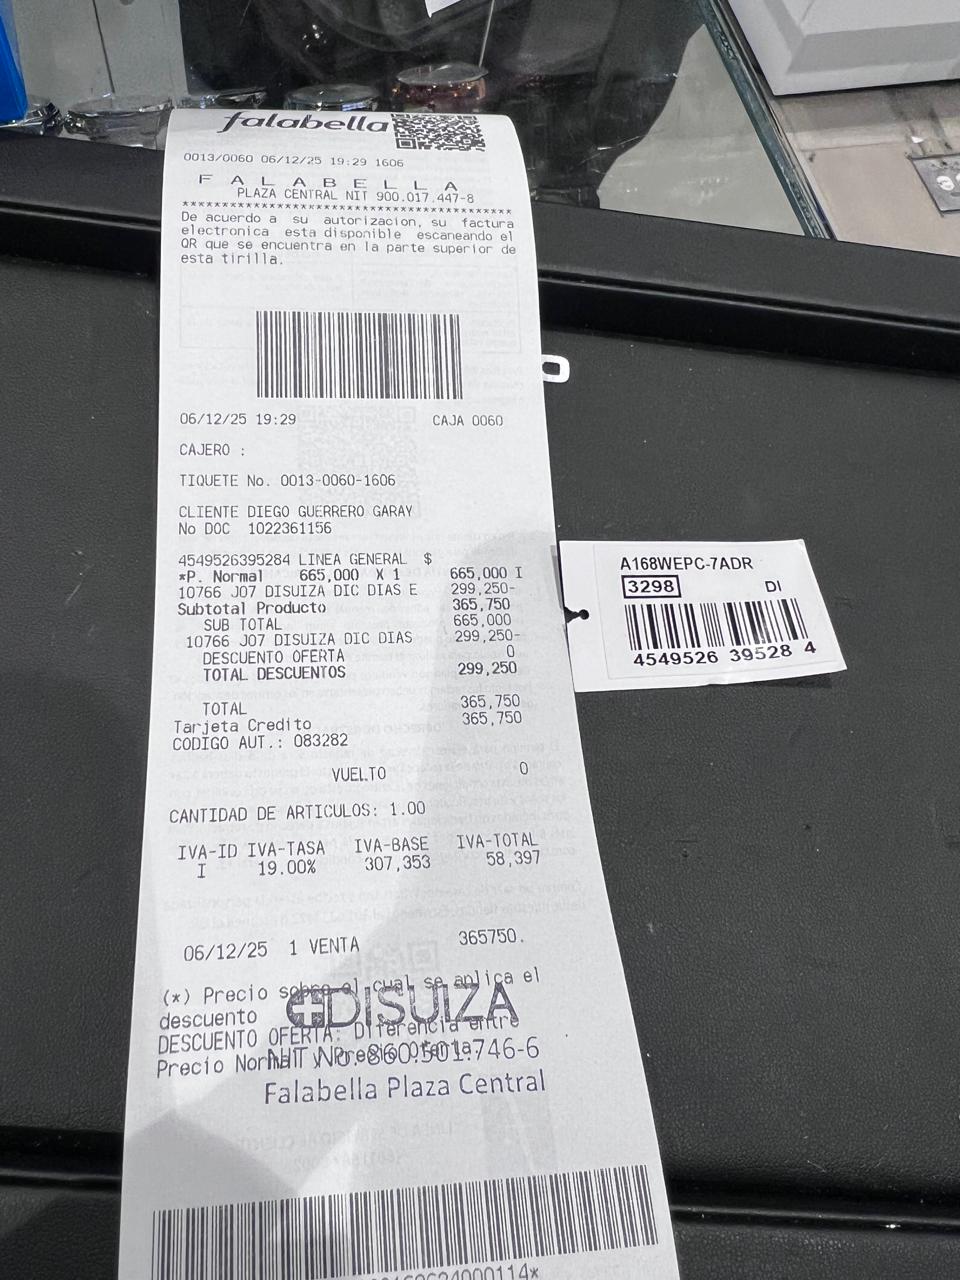 falabella
0013/0060 06/12/25 19:29 1606
F A L A B E L L A
PLAZA CENTRAL NIT 900.017.447-8
*****************************************
De acuerdo a su autorizacion, su factura
electronica esta disponible escaneando el
QR que se encuentra en la parte superior de
esta tirilla.
06/12/25 19:29 CAJA 0060
CAJERO :
TIQUETE No. 0013-0060-1606
CLIENTE DIEGO GUERRERO GARAY
No DOC 1022361156
4549526395284 LINEA GENERAL $
*P. Normal 665,000 X 1 665,000 I
10766 J07 DISUIZA DIC DIAS E 299,250-
Subtotal Producto 365,750
SUB TOTAL 665,000
10766 J07 DISUIZA DIC DIAS 299,250-
DESCUENTO OFERTA 0
TOTAL DESCUENTOS 299,250
TOTAL 365,750
Tarjeta Credito 365,750
CODIGO AUT.: 083282
VUELTO 0
CANTIDAD DE ARTICULOS: 1.00
IVA-ID IVA-TASA IVA-BASE IVA-TOTAL
I 19.00% 307,353 58,397
06/12/25 1 VENTA 365750.
(*) Precio sobre el cual se aplica el
descuento
DISUIZA
DESCUENTO OFERTA: Diferencia entre
Precio Normal y Precio Oferta
NIT No. 860.501.746-6
Falabella Plaza Central
A168WEPC-7ADR
3298 DI
4549526 39528 4